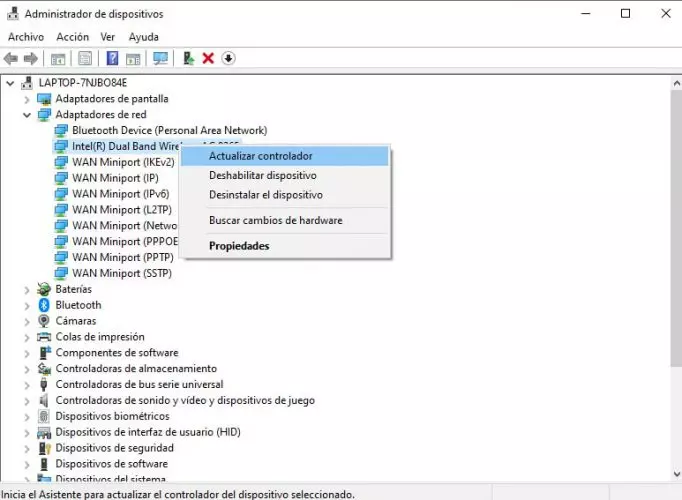 Administrador de dispositivos
Archivo Acción Ver Ayuda
LAPTOP-7NJBO84E
Adaptadores de pantalla
Adaptadores de red
Bluetooth Device (Personal Area Network)
Intel(R) Dual Band
Actualizar controlador
Deshabilitar dispositivo
Desinstalar el dispositivo
Buscar cambios de hardware
Propiedades
WAN Miniport (IKEv2)
WAN Miniport (IP)
WAN Miniport (IPv6)
WAN Miniport (L2TP)
WAN Miniport (Netwo
WAN Miniport (PPPOE
WAN Miniport (PPTP)
WAN Miniport (SSTP)
Baterías
Bluetooth
Cámaras
Colas de impresión
Componentes de software
Controladoras de almacenamiento
Controladoras de bus serie universal
Controladoras de sonido y vídeo y dispositivos de juego
Dispositivos biométricos
Dispositivos de interfaz de usuario (HID)
Dispositivos de seguridad
Dispositivos de software
Dispositivos del sistema
Inicia el Asistente para actualizar el controlador del dispositivo seleccionado.